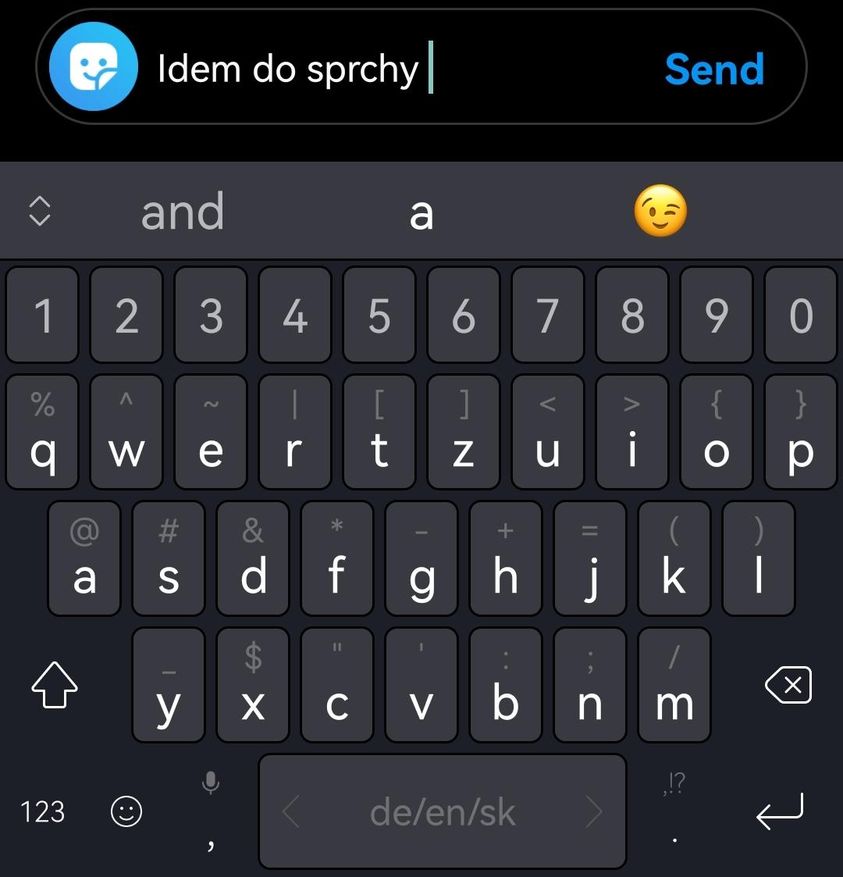 Idem do sprchy Send
and a 😉
1 2 3 4 5 6 7 8 9 0
% ^ ~ | [ ] < > { }
q w e r t z u i o p
@ # & * - + = ( )
a s d f g h j k l
_ $ " ' : ; /
y x c v b n m
,!?
123 , < de/en/sk > .